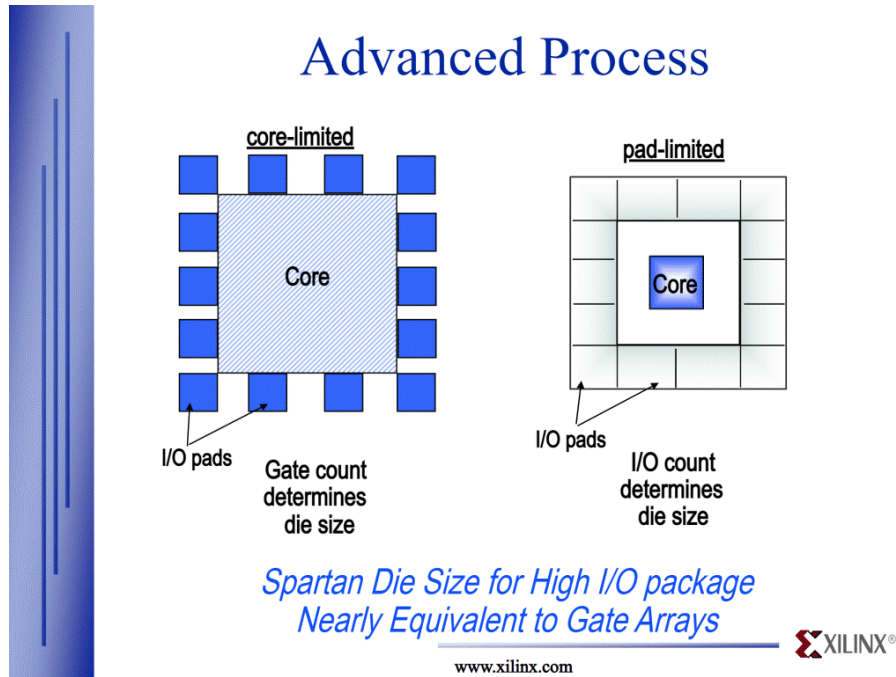 Advanced Process
core-limited
pad-limited
Core
Core
I/O pads
I/O pads
Gate count
determines
die size
I/O count
determines
die size
Spartan Die Size for High I/O package
Nearly Equivalent to Gate Arrays
XILINX®
www.xilinx.com